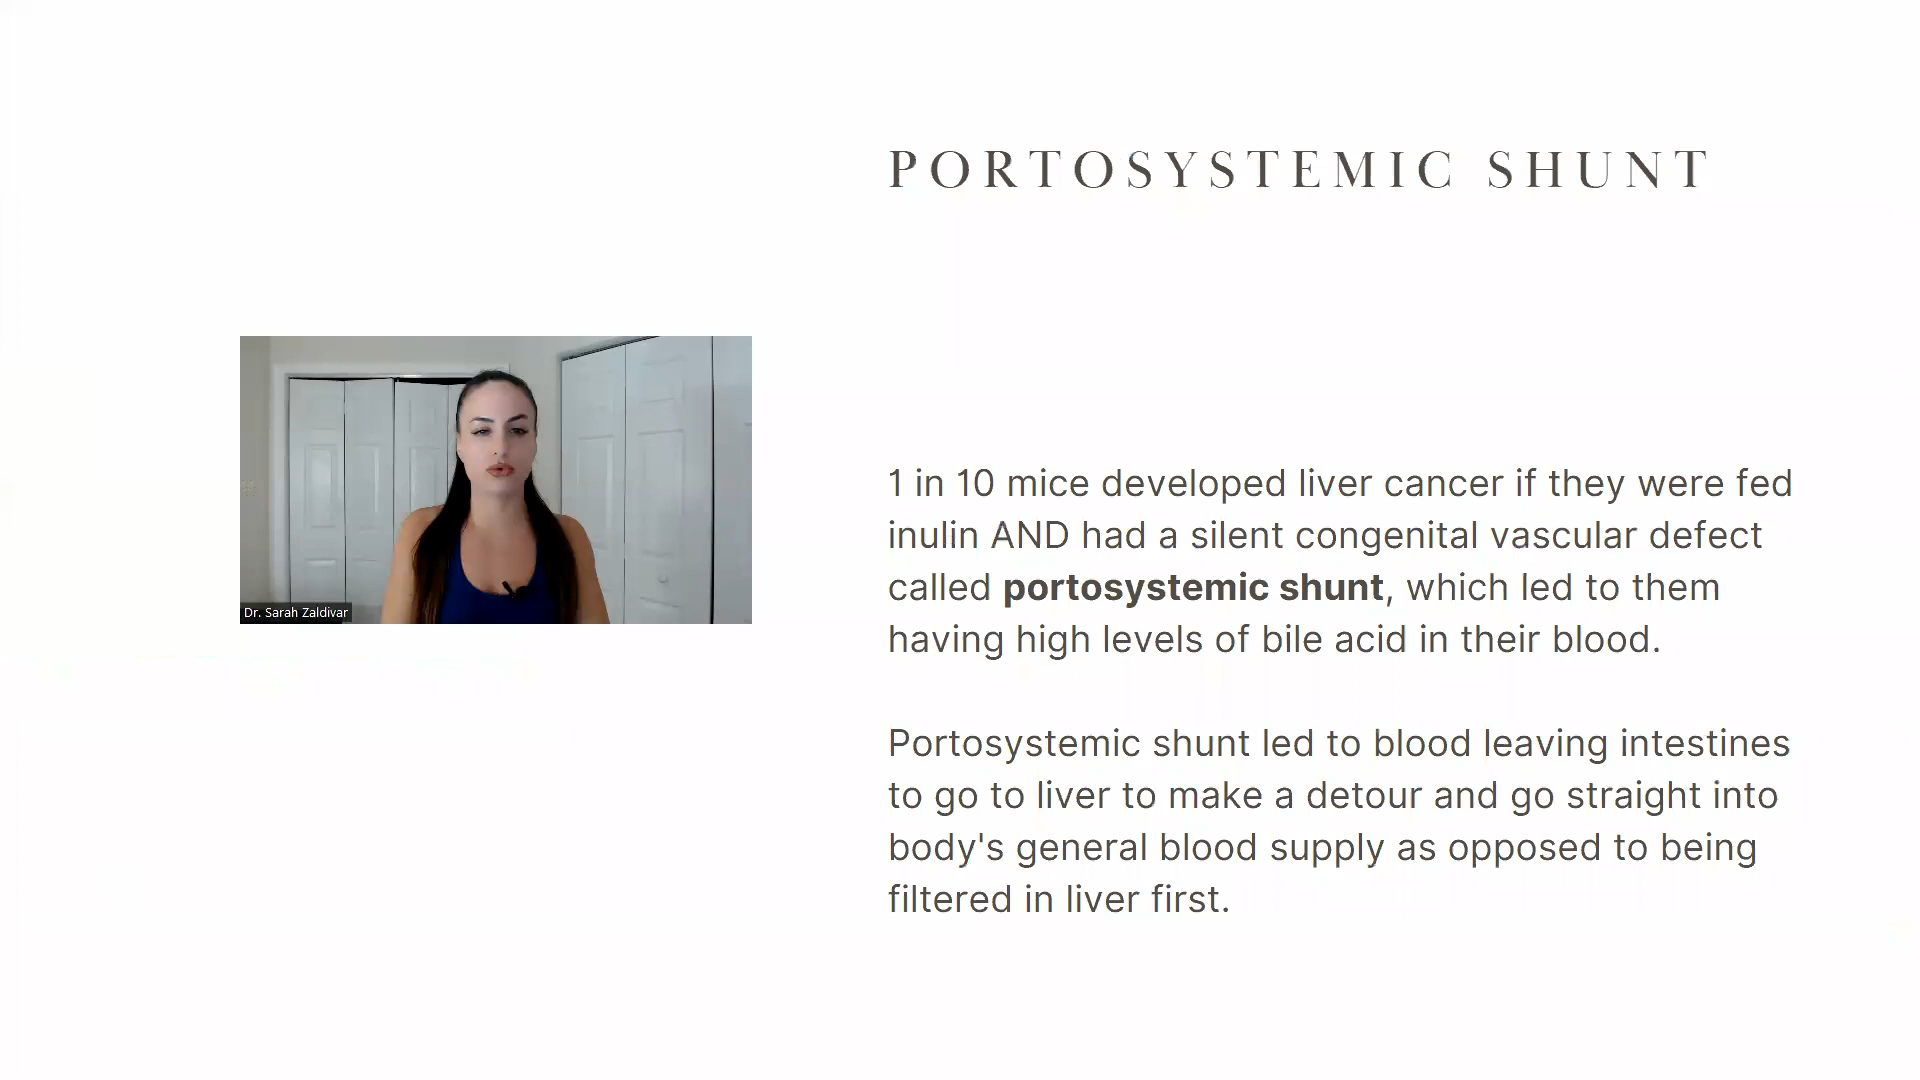 PORTOSYSTEMIC SHUNT
Dr. Sarah Zaldivar
1 in 10 mice developed liver cancer if they were fed
inulin AND had a silent congenital vascular defect
called portosystemic shunt, which led to them
having high levels of bile acid in their blood.
Portosystemic shunt led to blood leaving intestines
to go to liver to make a detour and go straight into
body's general blood supply as opposed to being
filtered in liver first.